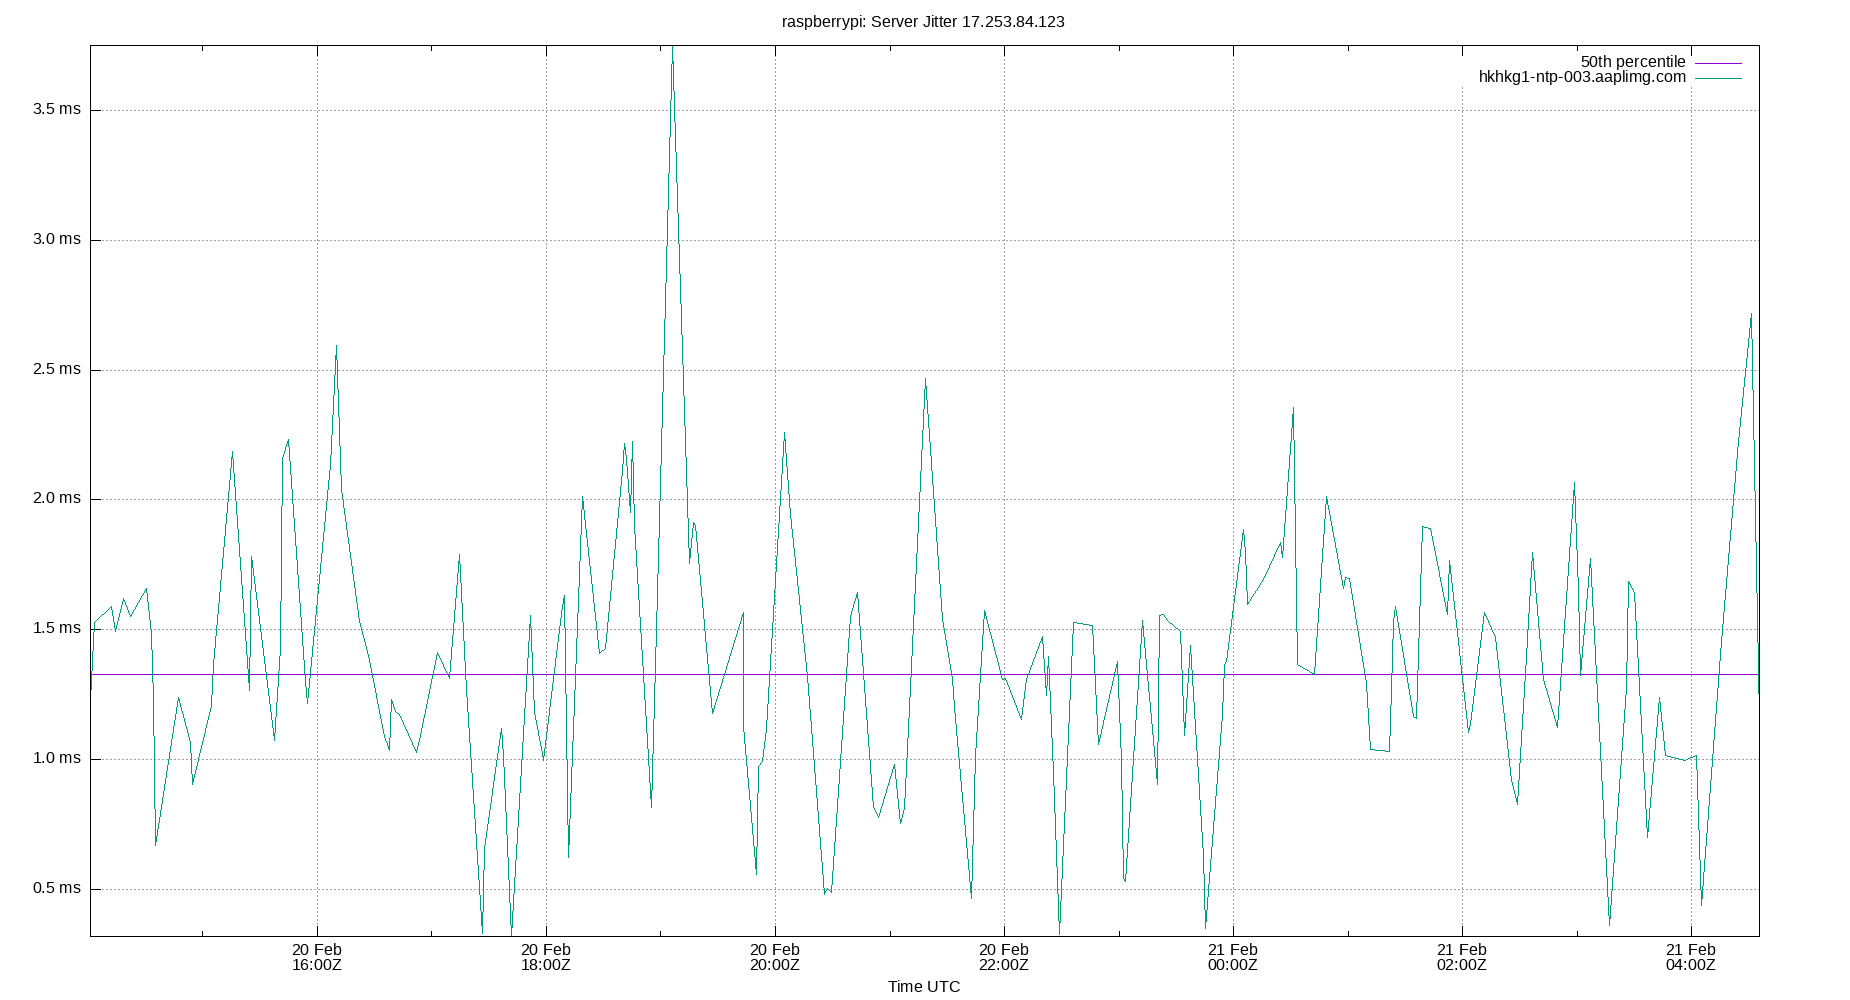 raspberrypi: Server Jitter 17.253.84.123
50th percentile
hkhkg1-ntp-003.aaplimg.com
3.5 ms
3.0 ms
2.5 ms
2.0 ms
1.5 ms
1.0 ms
0.5 ms
20 Feb 20 Feb 20 Feb 20 Feb 21 Feb 21 Feb 21 Feb
16:00Z 18:00Z 20:00Z 22:00Z 00:00Z 02:00Z 04:00Z
Time UTC